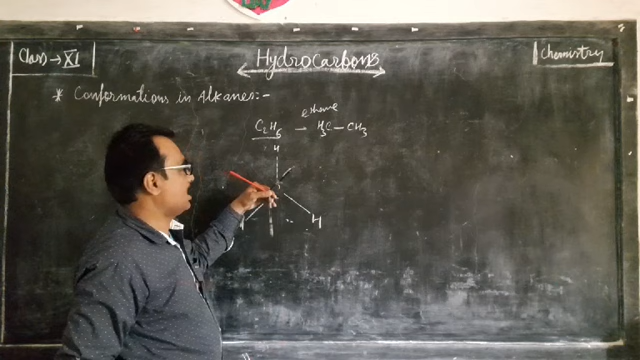 Class → XI
Hydrocarbons
Chemistry
* Conformations in Alkanes:-
ethane
C2H6 → H3C — CH3
H
H